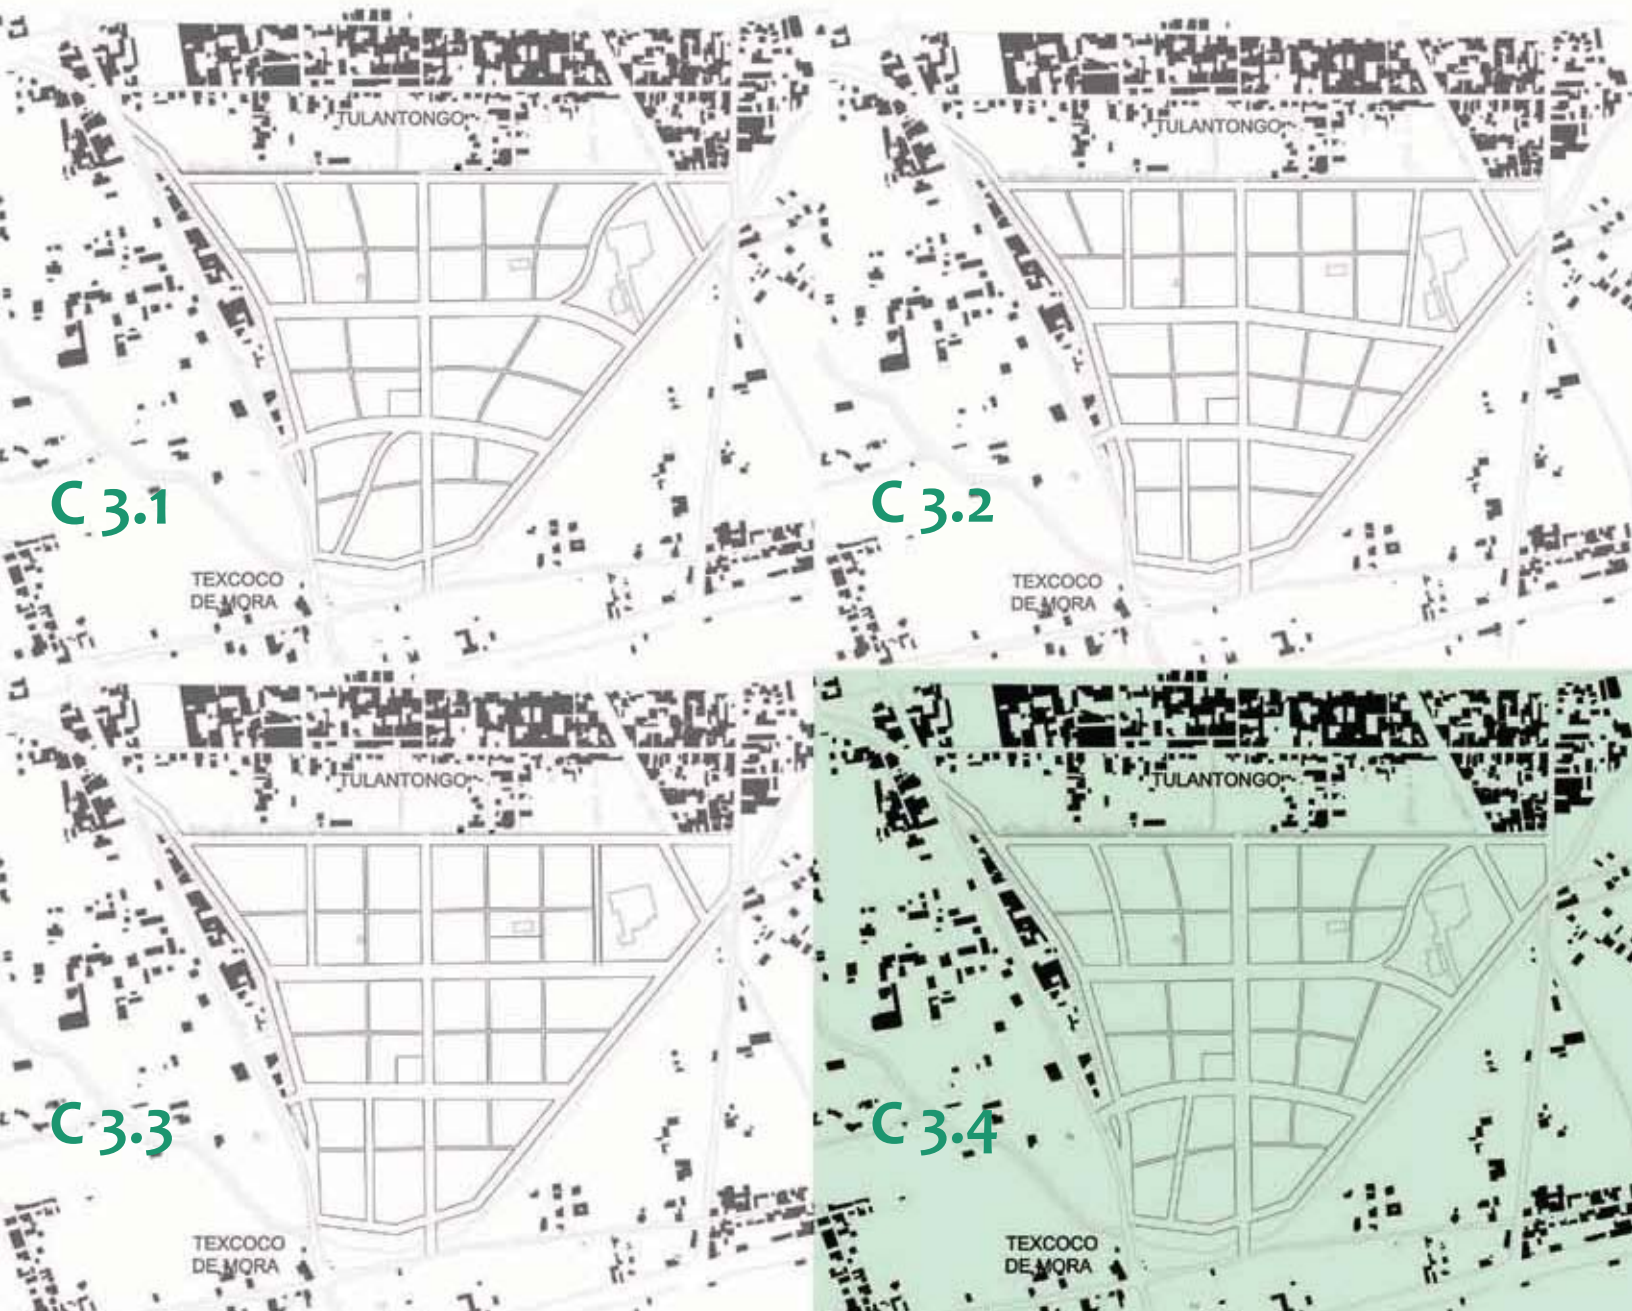 TULANTONGO
C 3.1
TEXCOCO
DE MORA
TULANTONGO
C 3.2
TEXCOCO
DE MORA
TULANTONGO
C 3.3
TEXCOCO
DE MORA
TULANTONGO
C 3.4
TEXCOCO
DE MORA